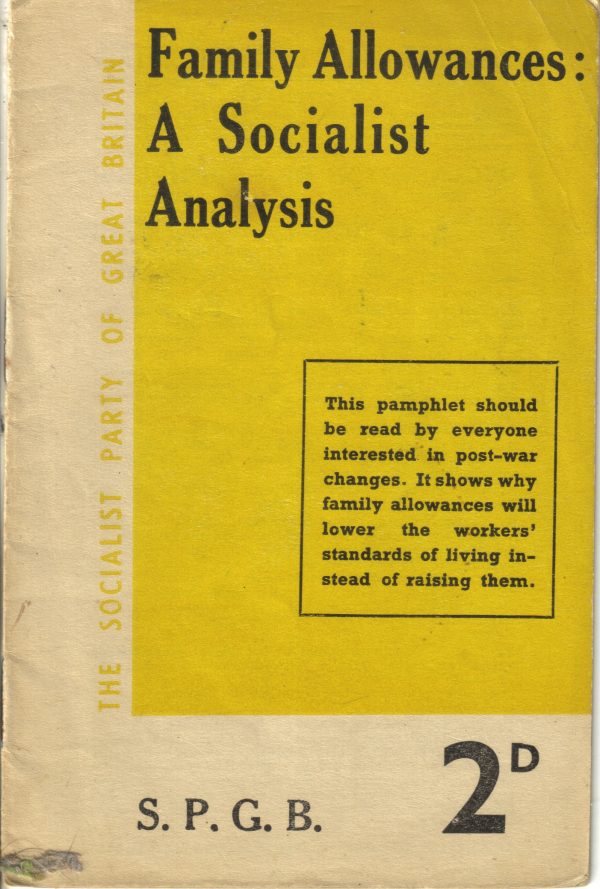 Family Allowances:
A Socialist
Analysis
THE SOCIALIST PARTY OF GREAT BRITAIN
This pamphlet should
be read by everyone
interested in post-war
changes. It shows why
family allowances will
lower the workers'
standards of living in-
stead of raising them.
S. P. G. B.
2D